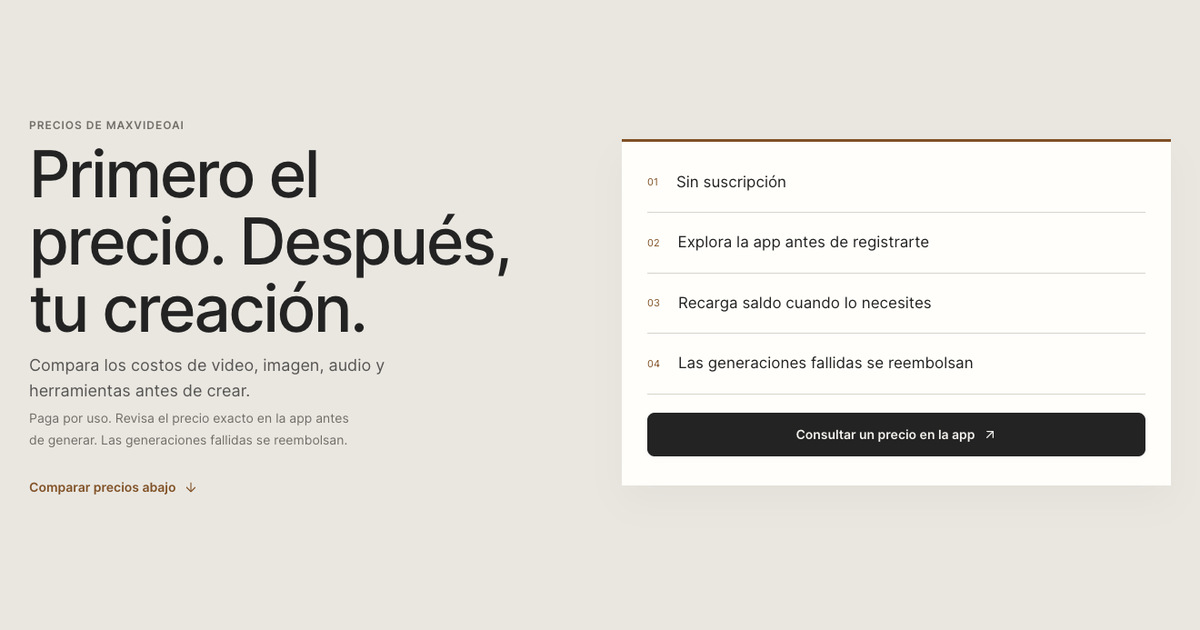 PRECIOS DE MAXVIDEOAI
Primero el
precio. Después,
tu creación.
Compara los costos de video, imagen, audio y
herramientas antes de crear.
Paga por uso. Revisa el precio exacto en la app antes
de generar. Las generaciones fallidas se reembolsan.
Comparar precios abajo ↓
01 Sin suscripción
02 Explora la app antes de registrarte
03 Recarga saldo cuando lo necesites
04 Las generaciones fallidas se reembolsan
Consultar un precio en la app ↗